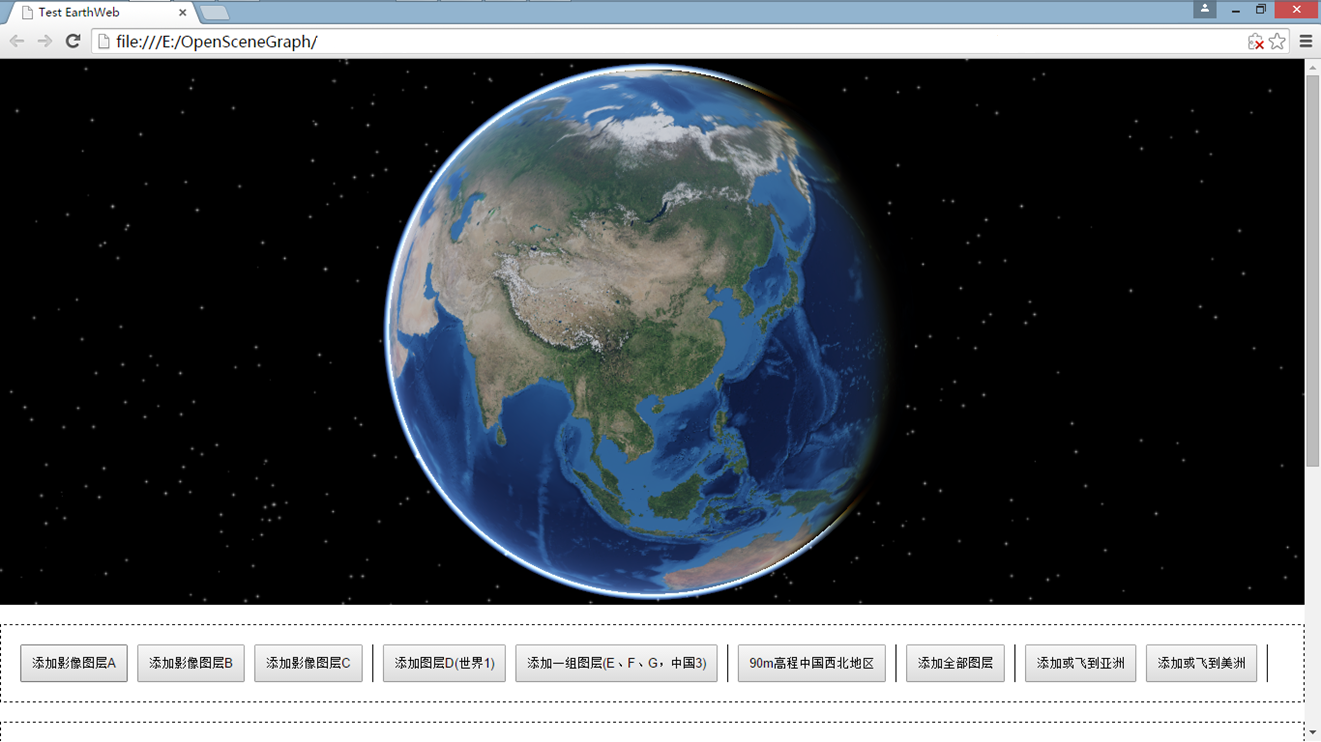 Test EarthWeb
file:///E:/OpenSceneGraph/
添加影像图层A 添加影像图层B 添加影像图层C 添加图层D(世界1) 添加一组图层(E、F、G，中国3) 90m高程中国西北地区 添加全部图层 添加或飞到亚洲 添加或飞到美洲